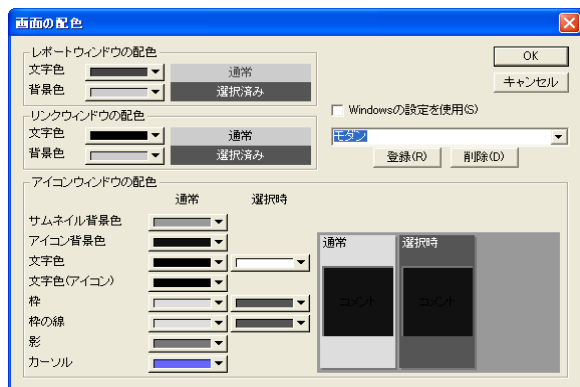 画面の配色
レポートウィンドウの配色
文字色
通常
背景色
選択済み
OK
キャンセル
リンクウィンドウの配色
文字色
通常
背景色
選択済み
Windowsの設定を使用(S)
モダン
登録(R)
削除(D)
アイコンウィンドウの配色
通常 選択時
サムネイル背景色
アイコン背景色
文字色
文字色(アイコン)
枠
枠の線
影
カーソル
通常 選択時
コメント コメント